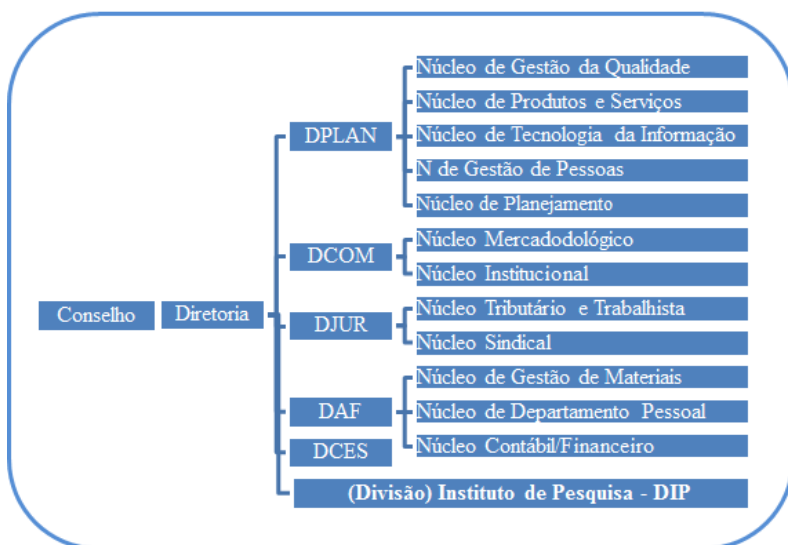 Conselho
Diretoria
DPLAN
Núcleo de Gestão da Qualidade
Núcleo de Produtos e Serviços
Núcleo de Tecnologia da Informação
N de Gestão de Pessoas
Núcleo de Planejamento
DCOM
Núcleo Mercadodológico
Núcleo Institucional
DJUR
Núcleo Tributário e Trabalhista
Núcleo Sindical
DAF
Núcleo de Gestão de Materiais
Núcleo de Departamento Pessoal
Núcleo Contábil/Financeiro
DCES
(Divisão) Instituto de Pesquisa - DIP